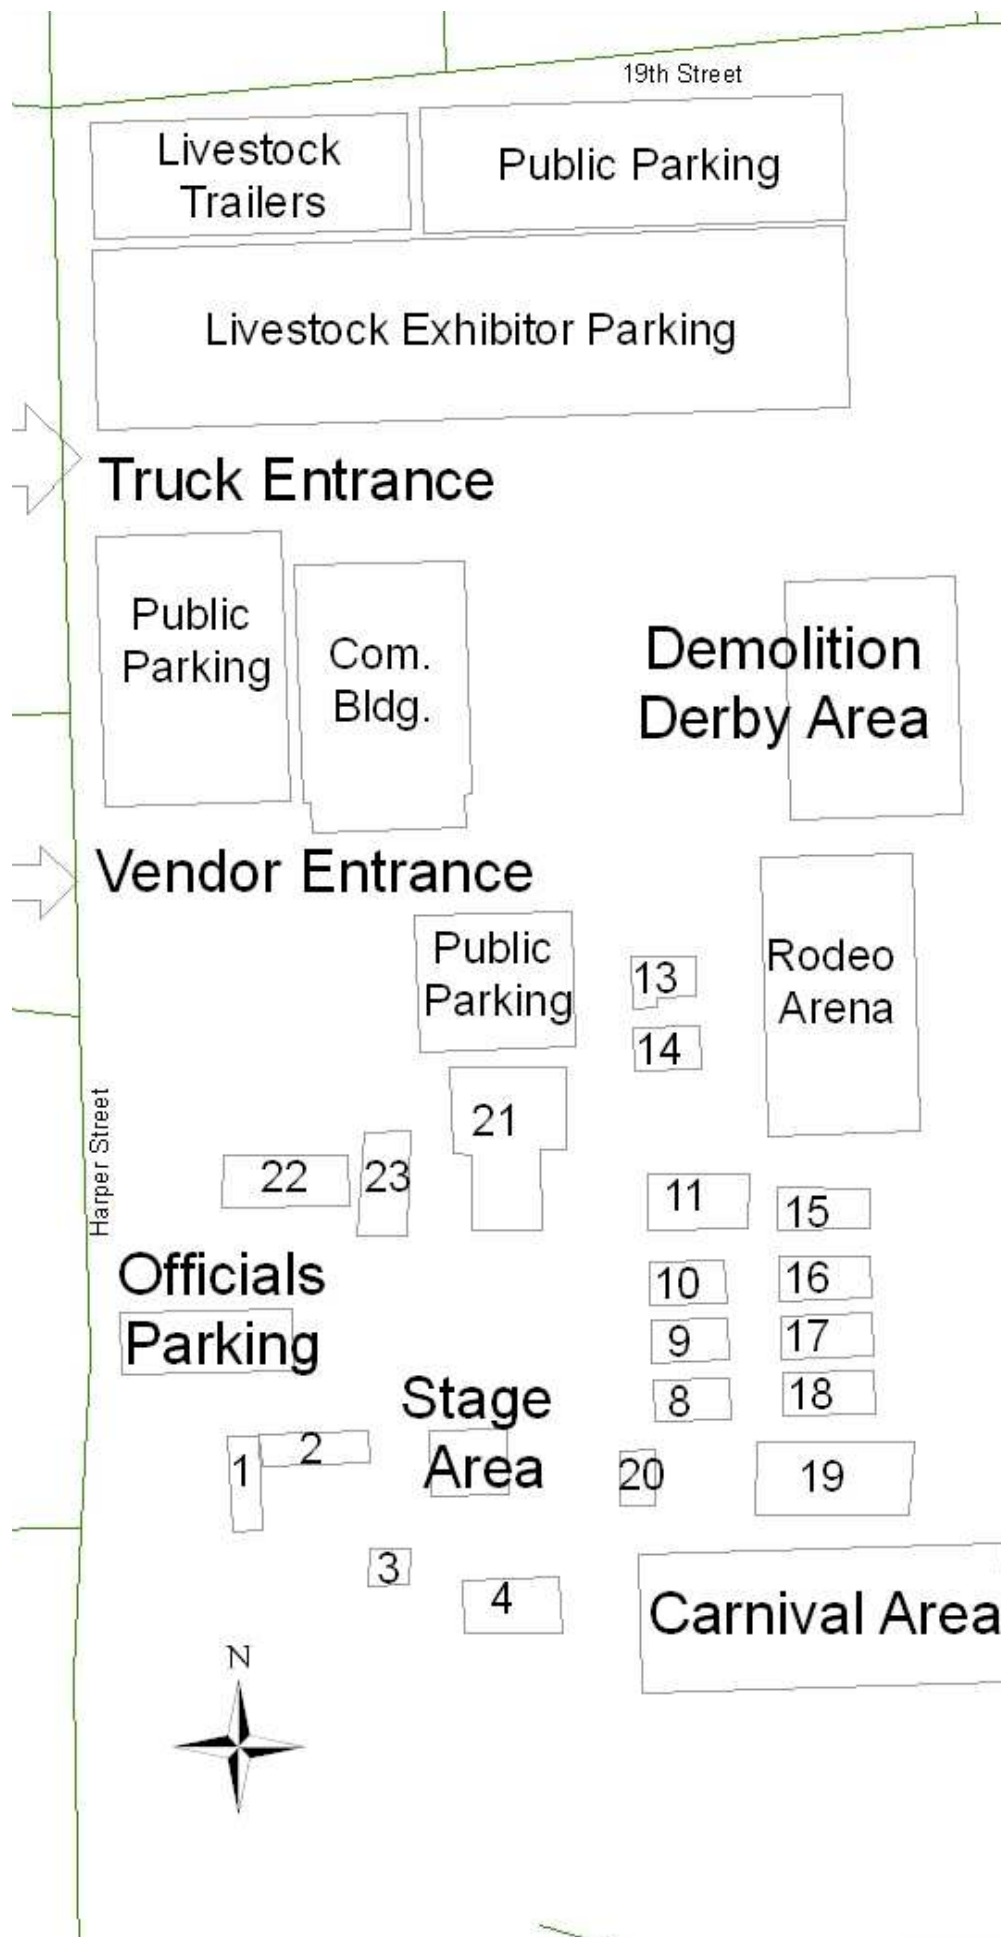 19th Street
Livestock
Trailers
Public Parking
Livestock Exhibitor Parking
Truck Entrance
Public
Parking
Com.
Bldg.
Demolition
Derby Area
Vendor Entrance
Public
Parking
13
Rodeo
Arena
14
Harper Street
21
22
23
11
15
Officials
Parking
10
16
9
17
Stage
Area
8
18
1
2
20
19
3
4
Carnival Area
N